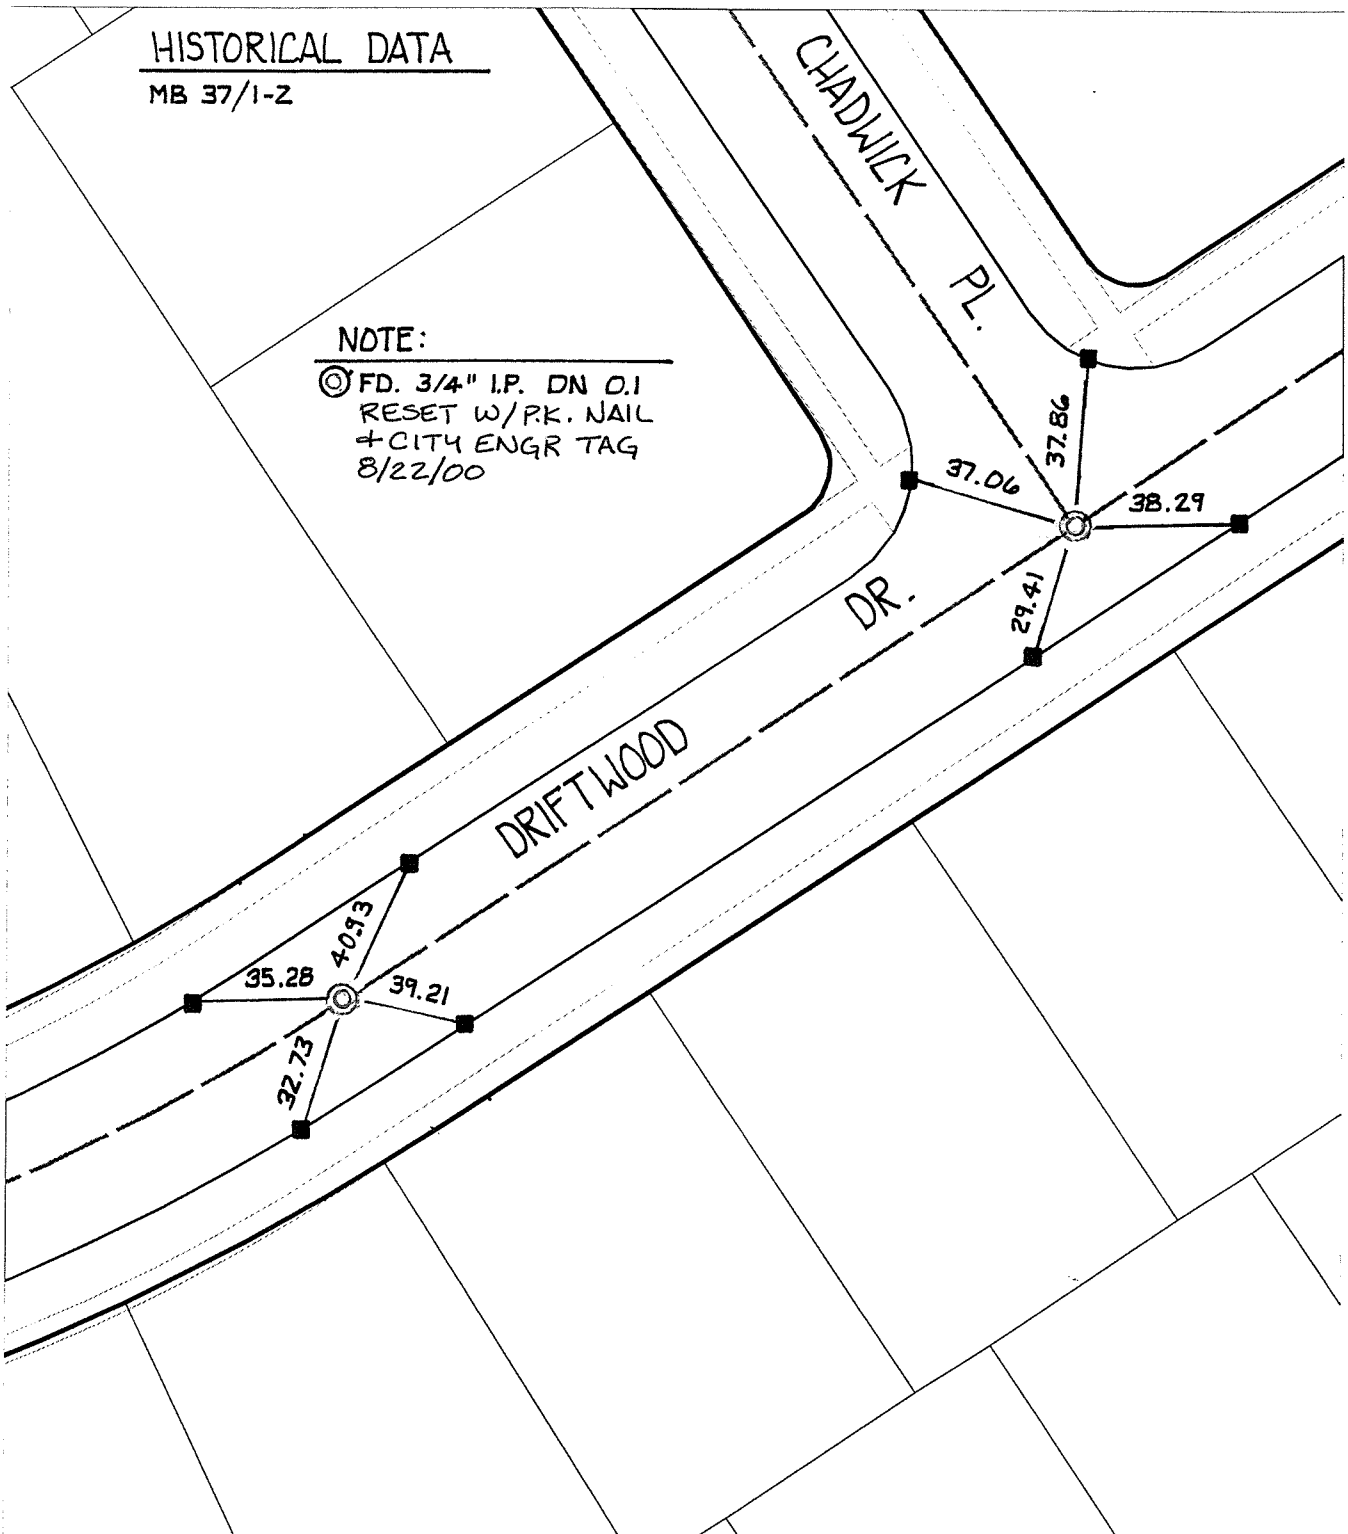 HISTORICAL DATA
MB 37/1-2
CHADWICK PL.
NOTE:
FD. 3/4" I.P. DN 0.1
RESET W/P.K. NAIL
+ CITY ENGR TAG
8/22/00
37.86
37.06
38.29
29.41
DRIFTWOOD DR.
40.93
35.28
39.21
32.73